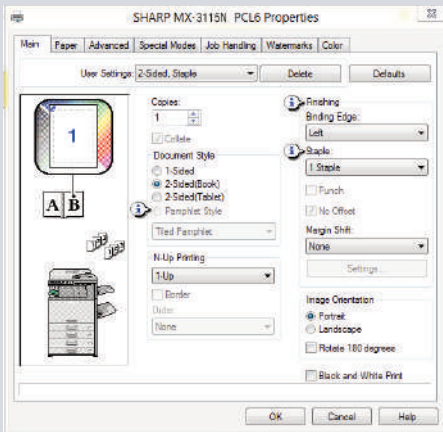 SHARP MX-3115N PCL6 Properties
Main Paper Advanced Special Modes Job Handling Watermarks Color
User Settings: 2-Sided, Staple Delete Defaults
1
A B
Copies:
1
Collate
Document Style
1-Sided
2-Sided(Book)
2-Sided(Tablet)
Pamphlet Style
Tiled Pamphlet
N-Up Printing
1-Up
Border
Order:
None
Finishing
Binding Edge:
Left
Staple:
1 Staple
Punch
No Offset
Margin Shift:
None
Settings...
Image Orientation
Portrait
Landscape
Rotate 180 degrees
Black and White Print
OK Cancel Help